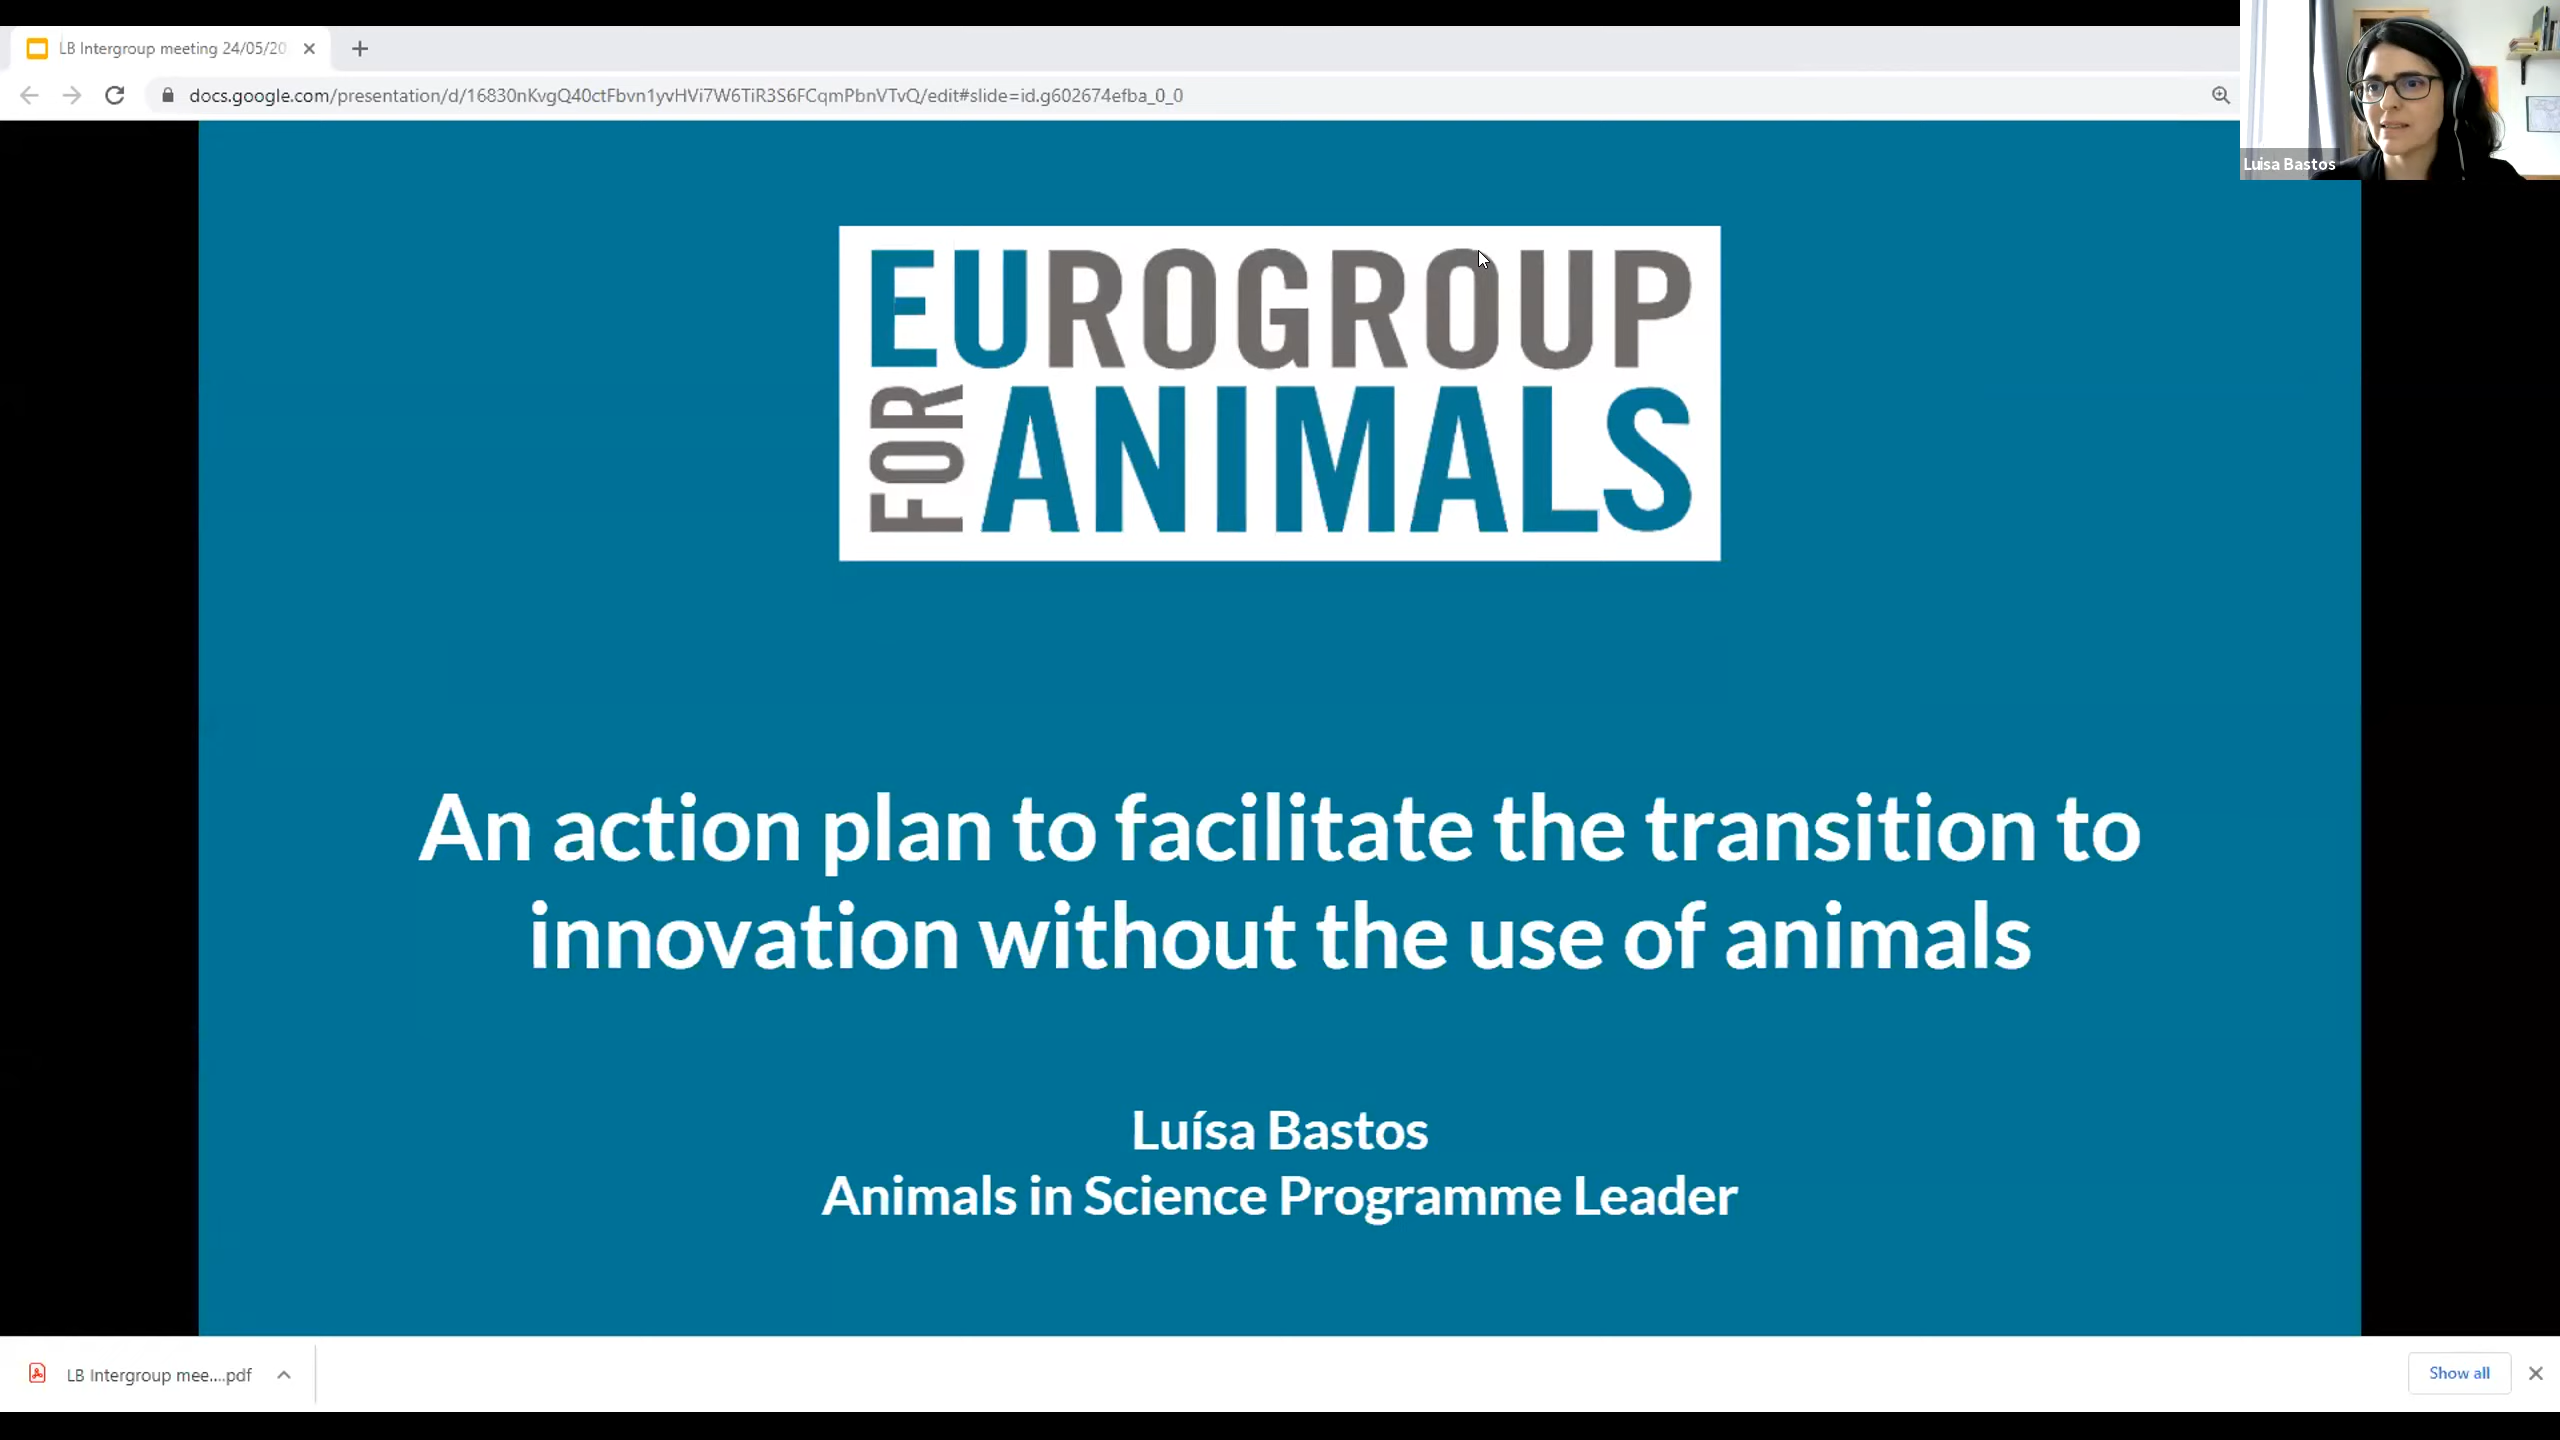 LB Intergroup meeting 24/05/20
docs.google.com/presentation/d/16830nKvgQ40ctFbvn1yvHVi7W6TiR3S6FCqmPbnVTvQ/edit#slide=id.g602674efba_0_0
Luisa Bastos
EUROGROUP
FOR ANIMALS
An action plan to facilitate the transition to
innovation without the use of animals
Luísa Bastos
Animals in Science Programme Leader
LB Intergroup mee....pdf
Show all